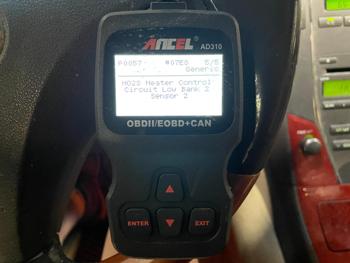 ANCEL
AD310
P0057 #07E8 5/5
Generic
HO2S Heater Control
Circuit Low Bank 2
Sensor 2
OBDII/EOBD+CAN
ENTER
EXIT